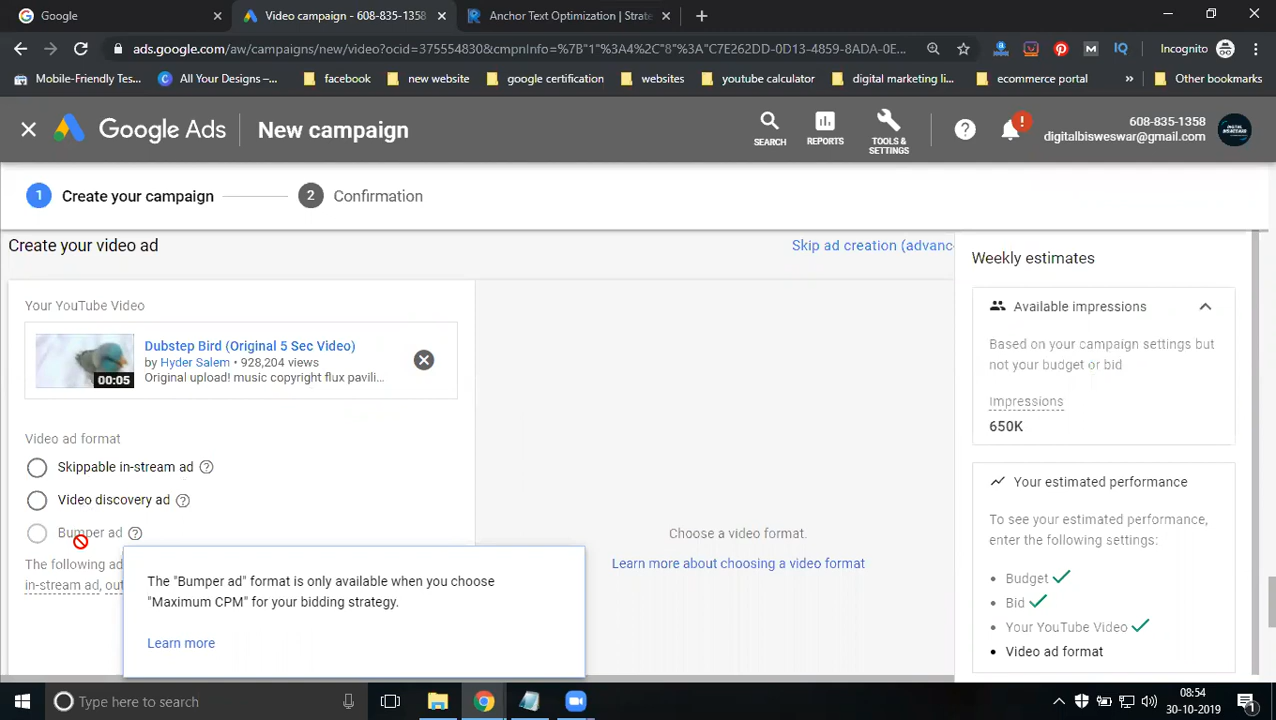 Google
Video campaign - 608-835-1358
Anchor Text Optimization | Strate
ads.google.com/aw/campaigns/new/video?ocid=3755548830&cmpnInfo=%7B"1"%3A4%2C"8"%3A"C7E262DD-0D13-4859-8ADA-0E...
Incognito
Mobile-Friendly Tes...
All Your Designs –...
facebook
new website
google certification
websites
youtube calculator
digital marketing li...
ecommerce portal
»
Other bookmarks
Google Ads
New campaign
SEARCH
REPORTS
TOOLS &
SETTINGS
608-835-1358
digitalbisweswar@gmail.com
1 Create your campaign
2 Confirmation
Create your video ad
Skip ad creation (advanc
Your YouTube Video
00:05
Dubstep Bird (Original 5 Sec Video)
by Hyder Salem • 928,204 views
Original upload! music copyright flux pavili...
Video ad format
Skippable in-stream ad
Video discovery ad
Bumper ad
The following ad
in-stream ad, out
The "Bumper ad" format is only available when you choose
"Maximum CPM" for your bidding strategy.
Learn more
Choose a video format.
Learn more about choosing a video format
Weekly estimates
Available impressions
Based on your campaign settings but
not your budget or bid
Impressions
650K
Your estimated performance
To see your estimated performance,
enter the following settings:
• Budget
• Bid
• Your YouTube Video
• Video ad format
Type here to search
08:54
30-10-2019